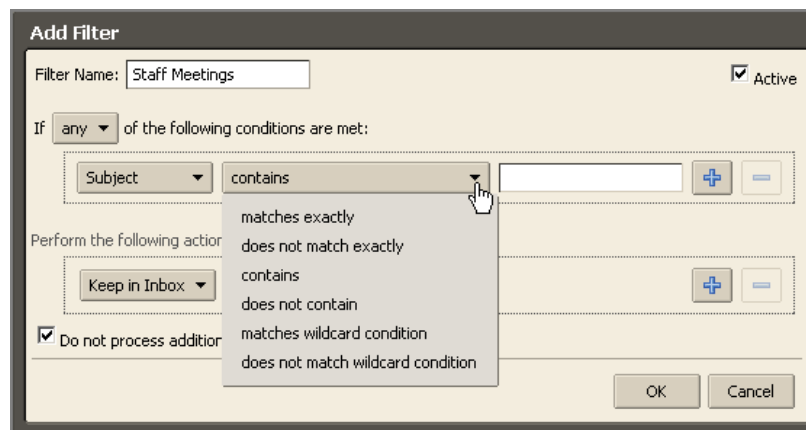 Add Filter
Filter Name: Staff Meetings Active
If any of the following conditions are met:
Subject contains
matches exactly
Perform the following action
does not match exactly
Keep in Inbox
contains
does not contain
Do not process addition
matches wildcard condition
does not match wildcard condition
OK Cancel